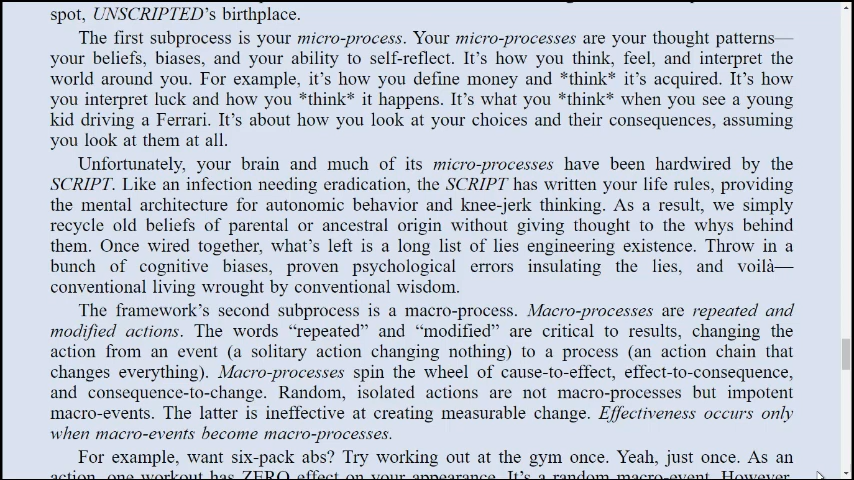 spot, UNSCRIPTED’s birthplace.
The first subprocess is your micro-process. Your micro-processes are your thought patterns—
your beliefs, biases, and your ability to self-reflect. It’s how you think, feel, and interpret the
world around you. For example, it’s how you define money and *think* it’s acquired. It’s how
you interpret luck and how you *think* it happens. It’s what you *think* when you see a young
kid driving a Ferrari. It’s about how you look at your choices and their consequences, assuming
you look at them at all.
Unfortunately, your brain and much of its micro-processes have been hardwired by the
SCRIPT. Like an infection needing eradication, the SCRIPT has written your life rules, providing
the mental architecture for autonomic behavior and knee-jerk thinking. As a result, we simply
recycle old beliefs of parental or ancestral origin without giving thought to the whys behind
them. Once wired together, what’s left is a long list of lies engineering existence. Throw in a
bunch of cognitive biases, proven psychological errors insulating the lies, and voilà—
conventional living wrought by conventional wisdom.
The framework’s second subprocess is a macro-process. Macro-processes are repeated and
modified actions. The words “repeated” and “modified” are critical to results, changing the
action from an event (a solitary action changing nothing) to a process (an action chain that
changes everything). Macro-processes spin the wheel of cause-to-effect, effect-to-consequence,
and consequence-to-change. Random, isolated actions are not macro-processes but impotent
macro-events. The latter is ineffective at creating measurable change. Effectiveness occurs only
when macro-events become macro-processes.
For example, want six-pack abs? Try working out at the gym once. Yeah, just once. As an
action, one workout has ZERO effect on your appearance. It’s a random macro-event. However,